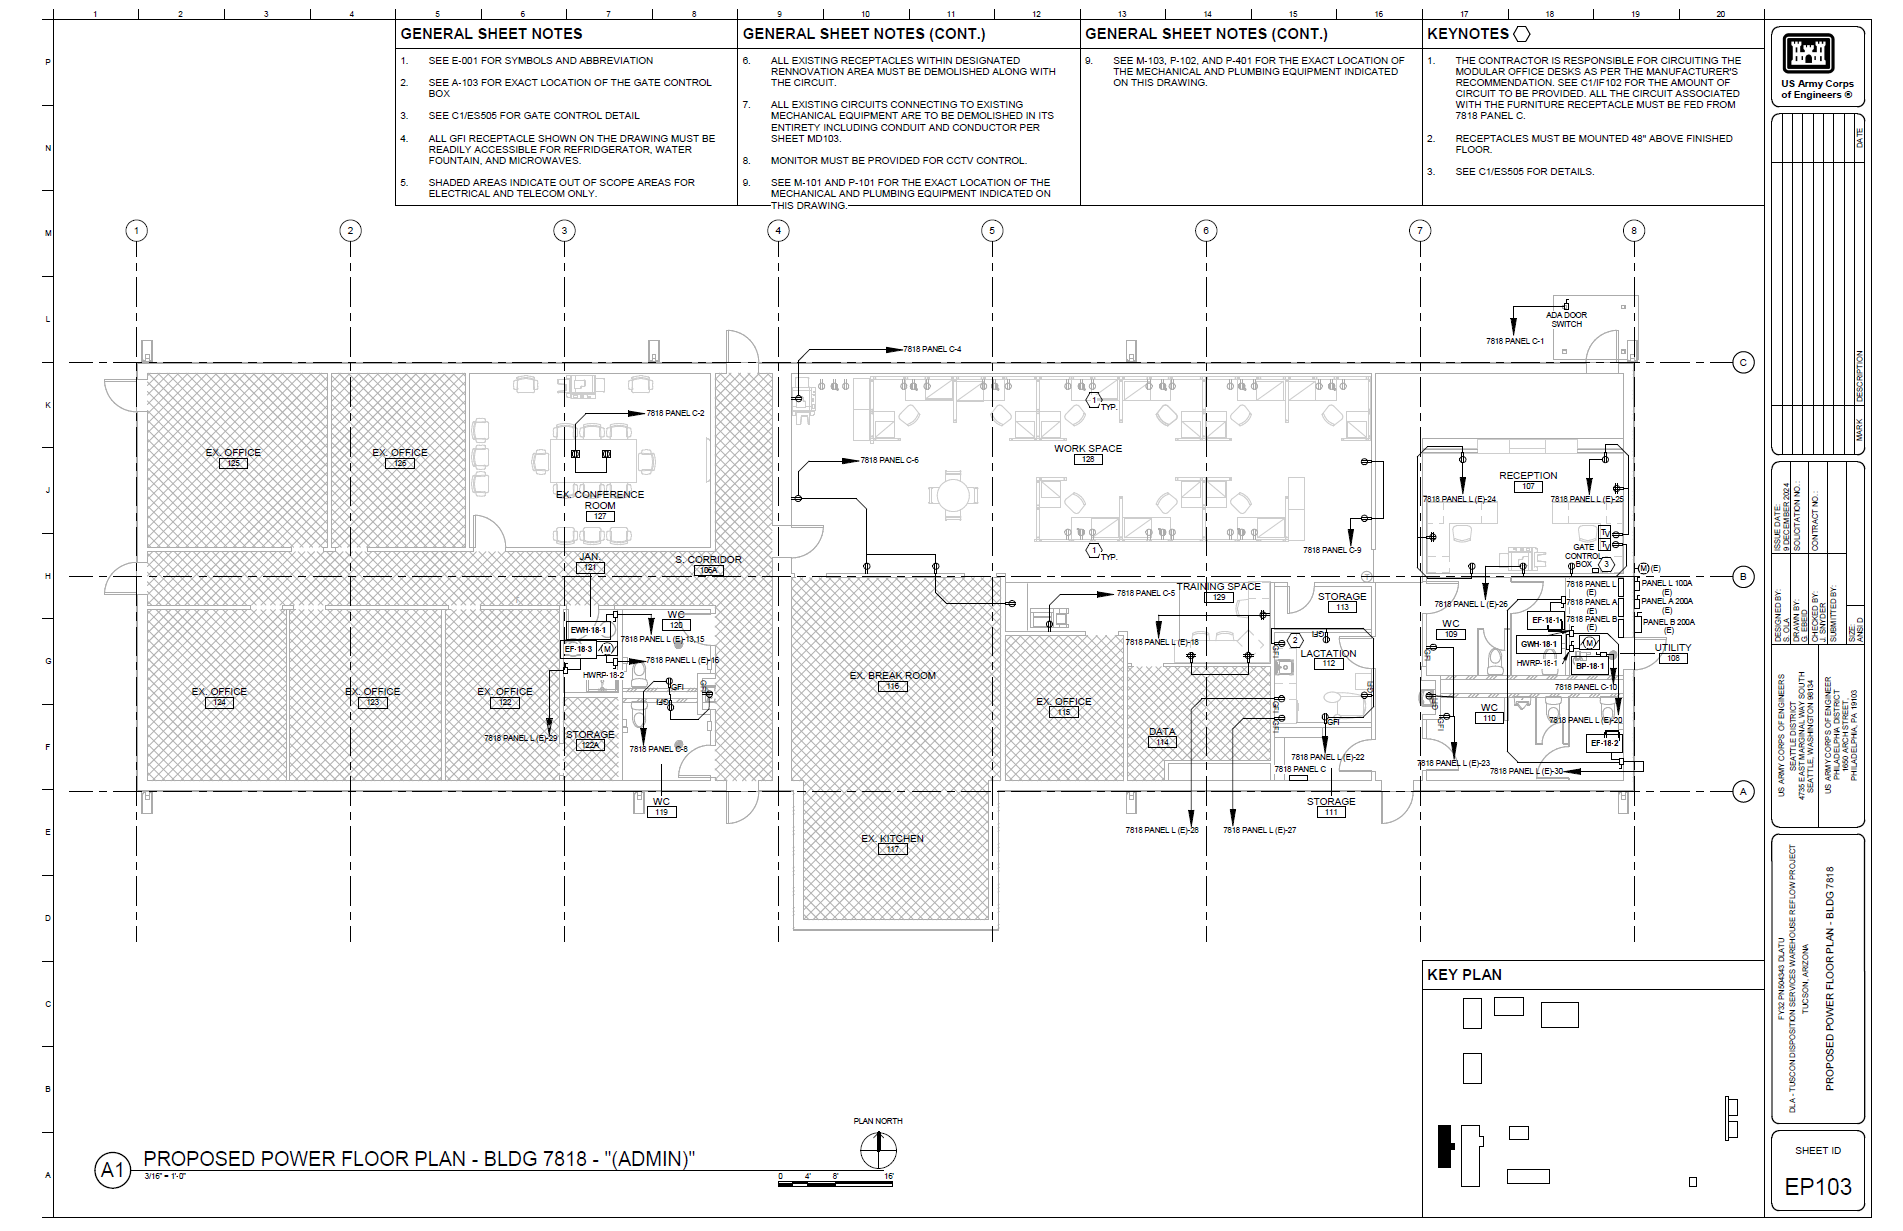 1 2 3 4 5 6 7 8 9 10 11 12 13 14 15 16 17 18 19 20
P
N
M
L
K
J
H
G
F
E
D
C
B
A
GENERAL SHEET NOTES
1. SEE E-001 FOR SYMBOLS AND ABBREVIATION
2. SEE A-103 FOR EXACT LOCATION OF THE GATE CONTROL
BOX
3. SEE C1/ES505 FOR GATE CONTROL DETAIL
4. ALL GFI RECEPTACLE SHOWN ON THE DRAWING MUST BE
READILY ACCESSIBLE FOR REFRIDGERATOR, WATER
FOUNTAIN, AND MICROWAVES.
5. SHADED AREAS INDICATE OUT OF SCOPE AREAS FOR
ELECTRICAL AND TELECOM ONLY.
GENERAL SHEET NOTES (CONT.)
6. ALL EXISTING RECEPTACLES WITHIN DESIGNATED
RENNOVATION AREA MUST BE DEMOLISHED ALONG WITH
THE CIRCUIT.
7. ALL EXISTING CIRCUITS CONNECTING TO EXISTING
MECHANICAL EQUIPMENT ARE TO BE DEMOLISHED IN ITS
ENTIRETY INCLUDING CONDUIT AND CONDUCTOR PER
SHEET MD103.
8. MONITOR MUST BE PROVIDED FOR CCTV CONTROL.
9. SEE M-101 AND P-101 FOR THE EXACT LOCATION OF THE
MECHANICAL AND PLUMBING EQUIPMENT INDICATED ON
THIS DRAWING.
GENERAL SHEET NOTES (CONT.)
9. SEE M-103, P-102, AND P-401 FOR THE EXACT LOCATION OF
THE MECHANICAL AND PLUMBING EQUIPMENT INDICATED
ON THIS DRAWING.
KEYNOTES
1. THE CONTRACTOR IS RESPONSIBLE FOR CIRCUITING THE
MODULAR OFFICE DESKS AS PER THE MANUFACTURER'S
RECOMMENDATION. SEE C1/IF102 FOR THE AMOUNT OF
CIRCUIT TO BE PROVIDED. ALL THE CIRCUIT ASSOCIATED
WITH THE FURNITURE RECEPTACLE MUST BE FED FROM
7818 PANEL C.
2. RECEPTACLES MUST BE MOUNTED 48" ABOVE FINISHED
FLOOR.
3. SEE C1/ES505 FOR DETAILS.
1 2 3 4 5 6 7 8
ADA DOOR
SWITCH
7818 PANEL C-1
7818 PANEL C-4
C
1 TYP.
7818 PANEL C-2
EX. OFFICE
125
EX. OFFICE
126
WORK SPACE
128
7818 PANEL C-6
RECEPTION
107
EX. CONFERENCE
ROOM
127
7818 PANEL L (E)-24
7818 PANEL L (E)-25
TV
TV
1 TYP.
7818 PANEL C-9
GATE
CONTROL
BOX
3
JAN.
121
S. CORRIDOR
106A
M (E)
B
TRAINING SPACE
129
7818 PANEL C-5
STORAGE
113
7818 PANEL L (E)-26
7818 PANEL L
(E)
7818 PANEL A
(E)
7818 PANEL B
(E)
PANEL L 100A
(E)
PANEL A 200A
(E)
PANEL B 200A
(E)
WC
120
EWH-18-1
EF-18-3
M
7818 PANEL L (E)-13,15
7818 PANEL L (E)-16
HWRP-18-2
7818 PANEL L (E)-18
2
GFI
LACTATION
112
WC
109
EF-18-1
GWH-18-1
M
HWRP-18-1
BP-18-1
UTILITY
108
7818 PANEL C-10
EX. OFFICE
124
EX. OFFICE
123
EX. OFFICE
122
GFI
GFI
GFI
EX. BREAK ROOM
116
EX. OFFICE
115
GFI
GFI
GFI
GFI
GFI
WC
110
7818 PANEL L (E)-20
EF-18-2
7818 PANEL L (E)-29
STORAGE
122A
7818 PANEL C-8
DATA
114
7818 PANEL L (E)-22
7818 PANEL C
7818 PANEL L (E)-23
7818 PANEL L (E)-30
A
WC
119
STORAGE
111
7818 PANEL L (E)-28
7818 PANEL L (E)-27
EX. KITCHEN
117
KEY PLAN
PLAN NORTH
A1
PROPOSED POWER FLOOR PLAN - BLDG 7818 - "(ADMIN)"
3/16" = 1'-0"
0 4' 8' 16'
US Army Corps
of Engineers ®
DATE
DESCRIPTION
MARK
ISSUE DATE:
9 DECEMBER 2024
SOLICITATION NO.:
CONTRACT NO.:
DESIGNED BY:
S. OLA
DRAWN BY:
G. EBEID
CHECKED BY:
J. SNYDER
SUBMITTED BY:
SIZE:
ANSI D
US ARMY CORPS OF ENGINEERS
SEATTLE DISTRICT
4735 EAST MARGINAL WAY SOUTH
SEATTLE, WASHINGTON 98134
US ARMY CORPS OF ENGINEER
PHILADELPHIA DISTRICT
1650 ARCH STREET
PHILADELPHIA, PA 19103
FY32 PN504343 DLATU
DLA - TUSCON DISPOSITION SERVICES WAREHOUSE REFLOW PROJECT
TUCSON, ARIZONA
PROPOSED POWER FLOOR PLAN - BLDG 7818
SHEET ID
EP103